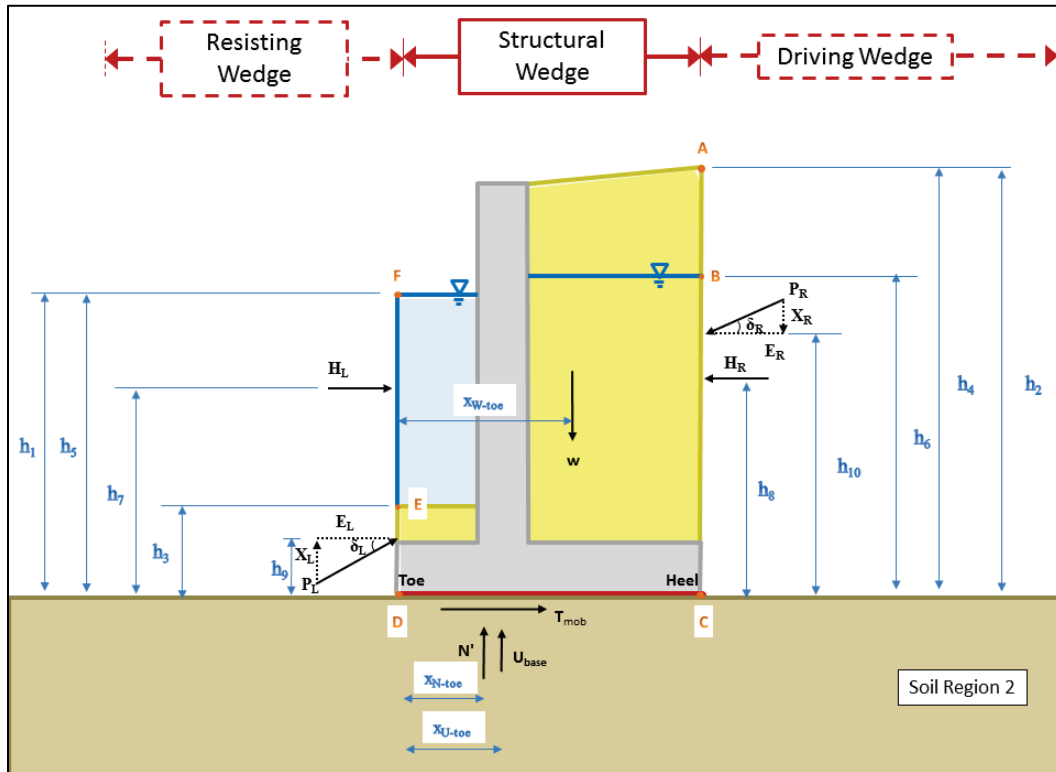 Resisting
Wedge
Structural
Wedge
Driving Wedge
A
F
B
P_R
X_R
δ_R
E_R
H_R
H_L
x_W-toe
w
h_1
h_5
h_7
h_3
h_9
h_8
h_10
h_6
h_4
h_2
E
E_L
X_L
δ_L
P_L
Toe
Heel
D
C
T_mob
N'
U_base
x_N-toe
x_U-toe
Soil Region 2